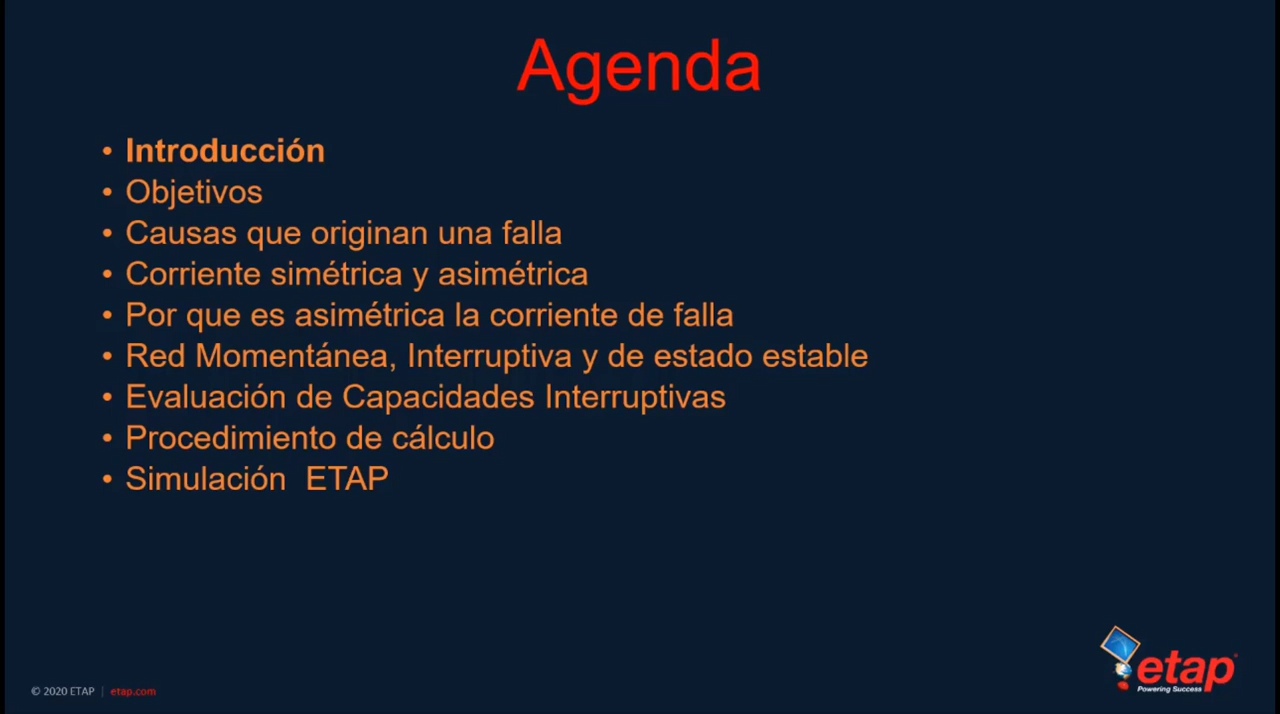 Agenda
• Introducción
• Objetivos
• Causas que originan una falla
• Corriente simétrica y asimétrica
• Por que es asimétrica la corriente de falla
• Red Momentánea, Interruptiva y de estado estable
• Evaluación de Capacidades Interruptivas
• Procedimiento de cálculo
• Simulación  ETAP
etap®
Powering Success
© 2020 ETAP | etap.com